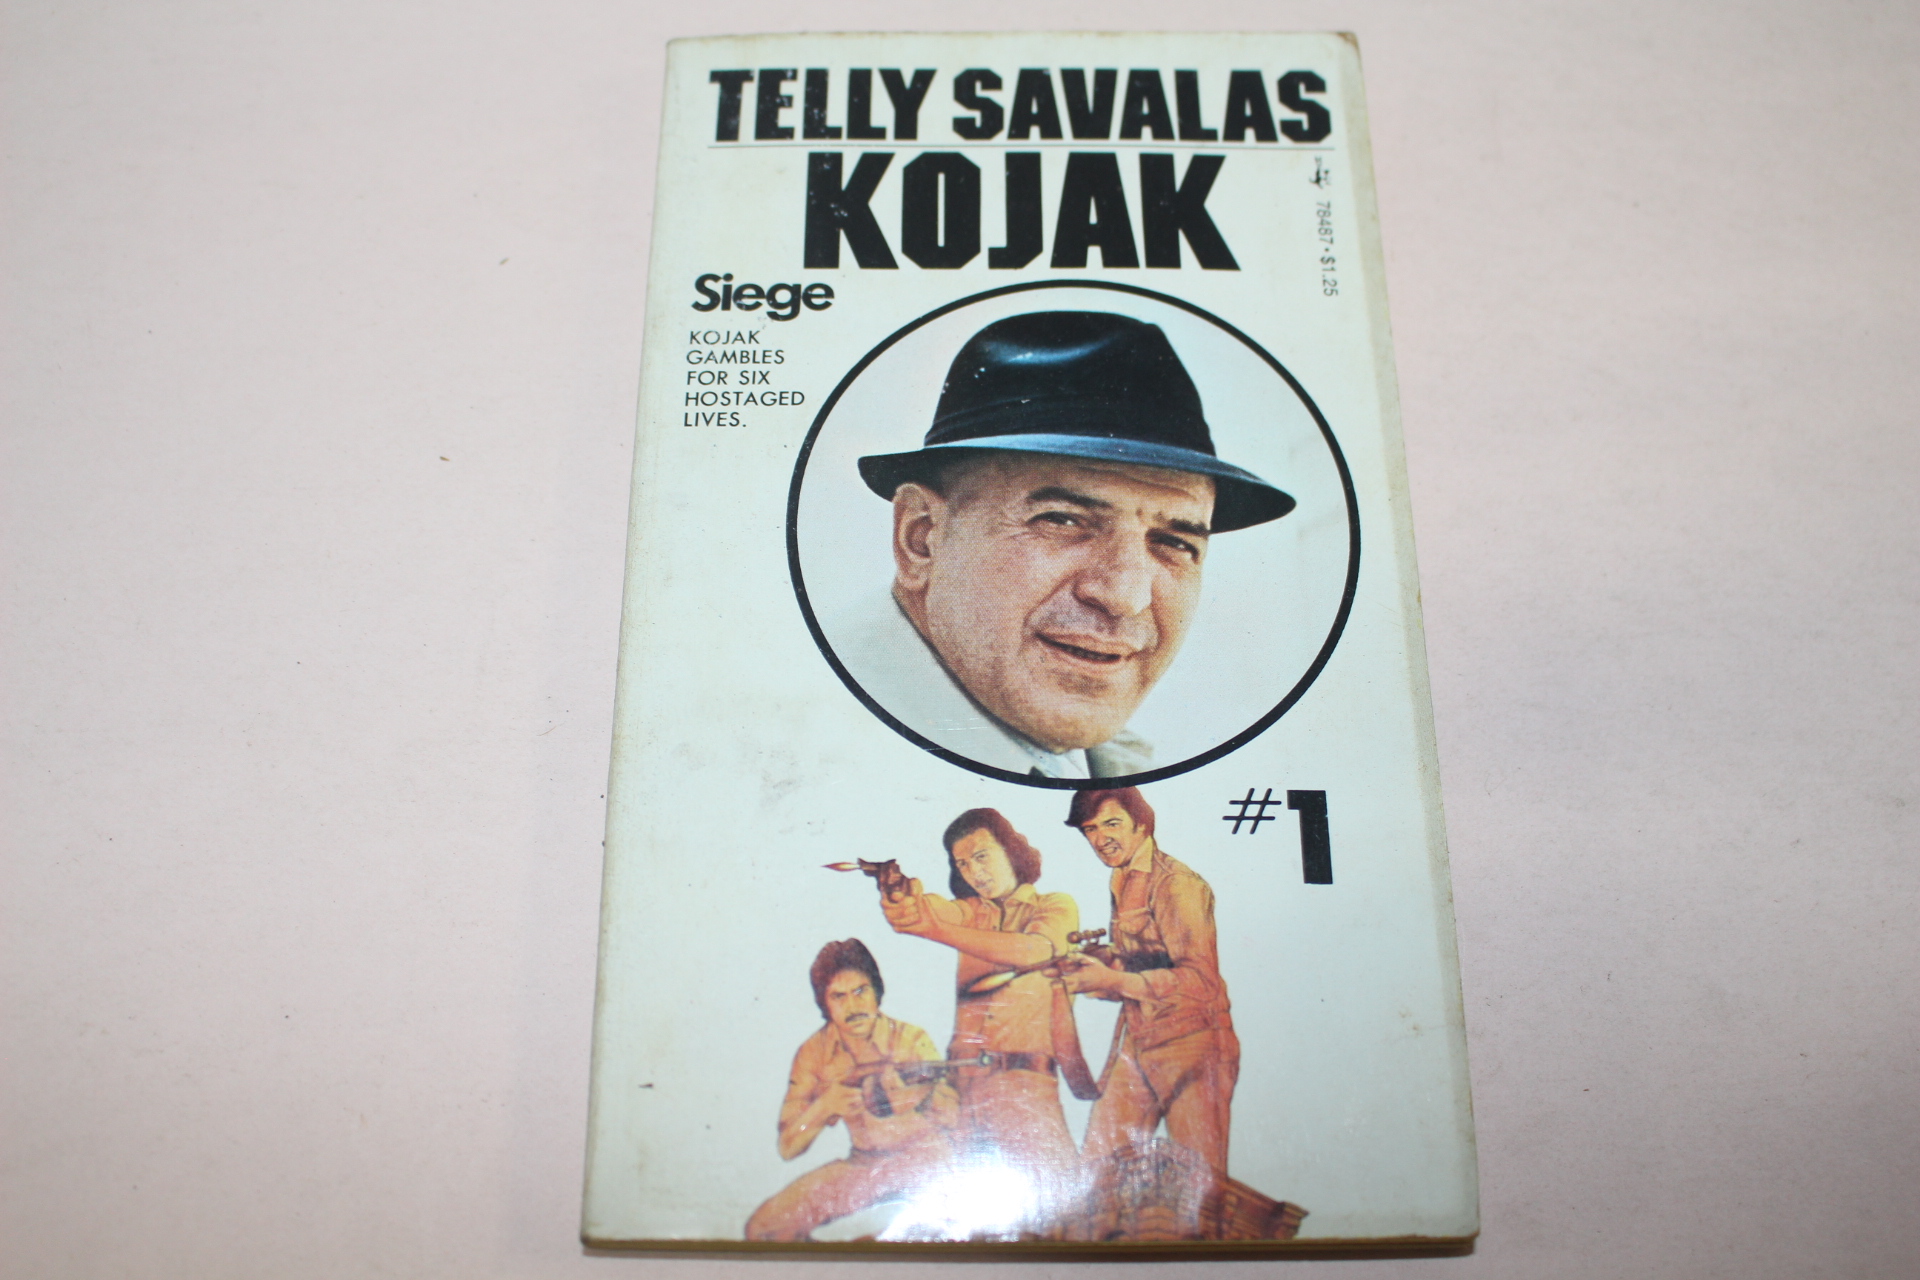 TELLY SAVALAS
KOJAK
78487 • $1.25
Siege
KOJAK
GAMBLES
FOR SIX
HOSTAGED
LIVES.
#1